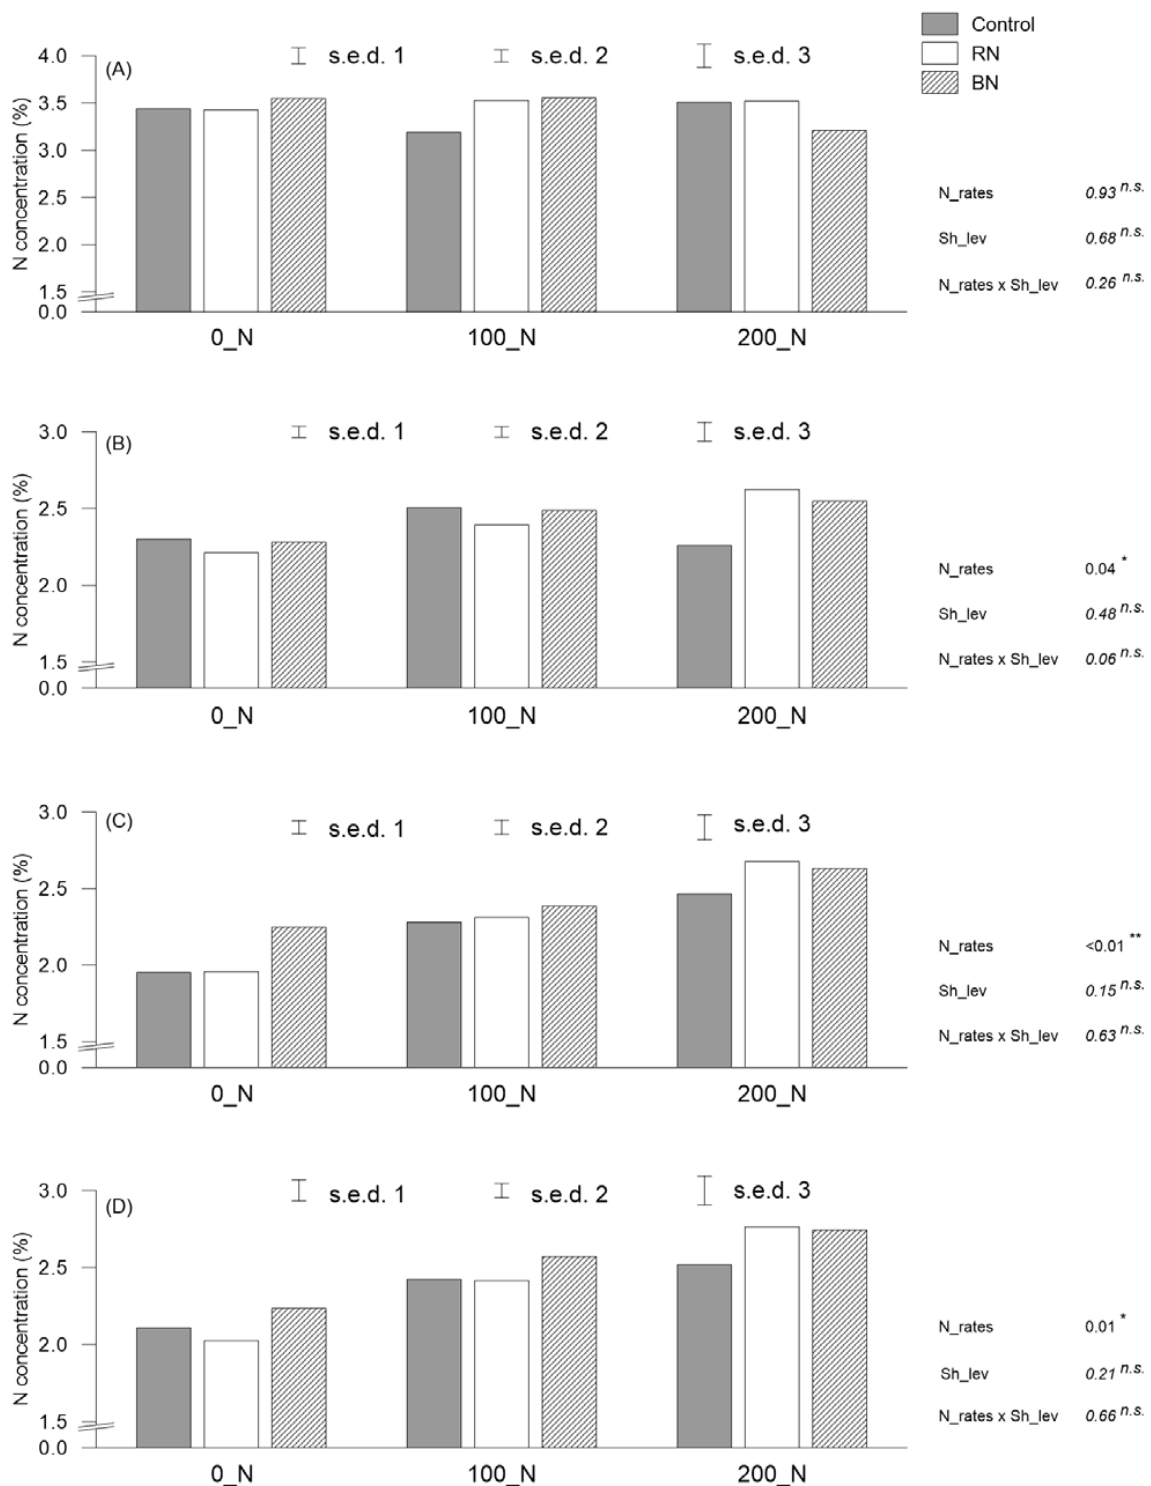 Control
RN
BN
(A)
s.e.d. 1
s.e.d. 2
s.e.d. 3
N concentration (%)
4.0
3.5
3.0
2.5
2.0
1.5
0.0
0_N
100_N
200_N
N_rates 0.93 n.s.
Sh_lev 0.68 n.s.
N_rates x Sh_lev 0.26 n.s.
(B)
s.e.d. 1
s.e.d. 2
s.e.d. 3
N concentration (%)
3.0
2.5
2.0
1.5
0.0
0_N
100_N
200_N
N_rates 0.04 *
Sh_lev 0.48 n.s.
N_rates x Sh_lev 0.06 n.s.
(C)
s.e.d. 1
s.e.d. 2
s.e.d. 3
N concentration (%)
3.0
2.5
2.0
1.5
0.0
0_N
100_N
200_N
N_rates <0.01 **
Sh_lev 0.15 n.s.
N_rates x Sh_lev 0.63 n.s.
(D)
s.e.d. 1
s.e.d. 2
s.e.d. 3
N concentration (%)
3.0
2.5
2.0
1.5
0.0
0_N
100_N
200_N
N_rates 0.01 *
Sh_lev 0.21 n.s.
N_rates x Sh_lev 0.66 n.s.